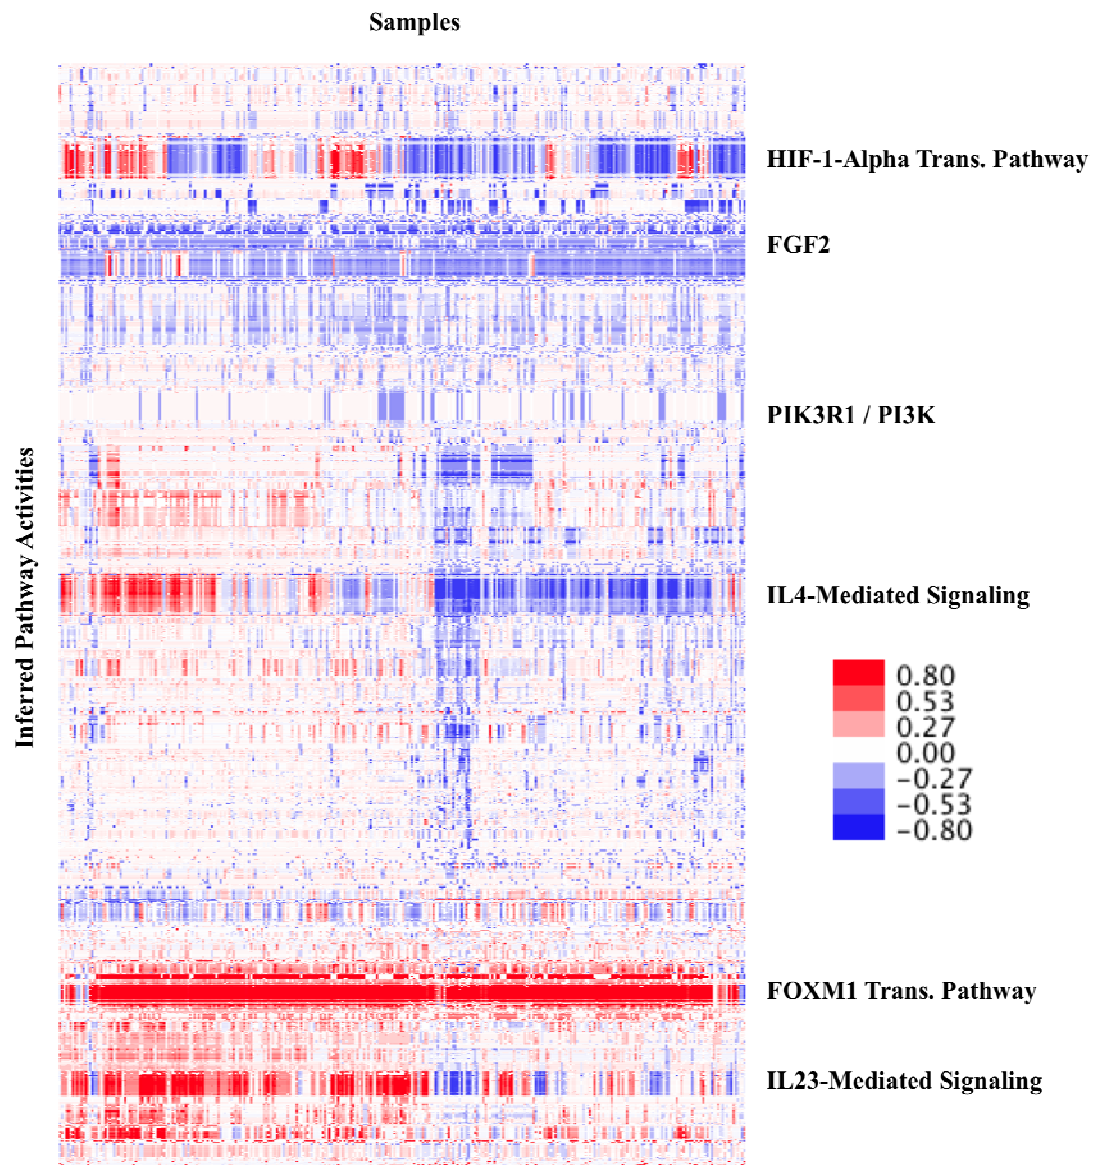 Samples
Inferred Pathway Activities
HIF-1-Alpha Trans. Pathway
FGF2
PIK3R1 / PI3K
IL4-Mediated Signaling
0.80
0.53
0.27
0.00
−0.27
−0.53
−0.80
FOXM1 Trans. Pathway
IL23-Mediated Signaling